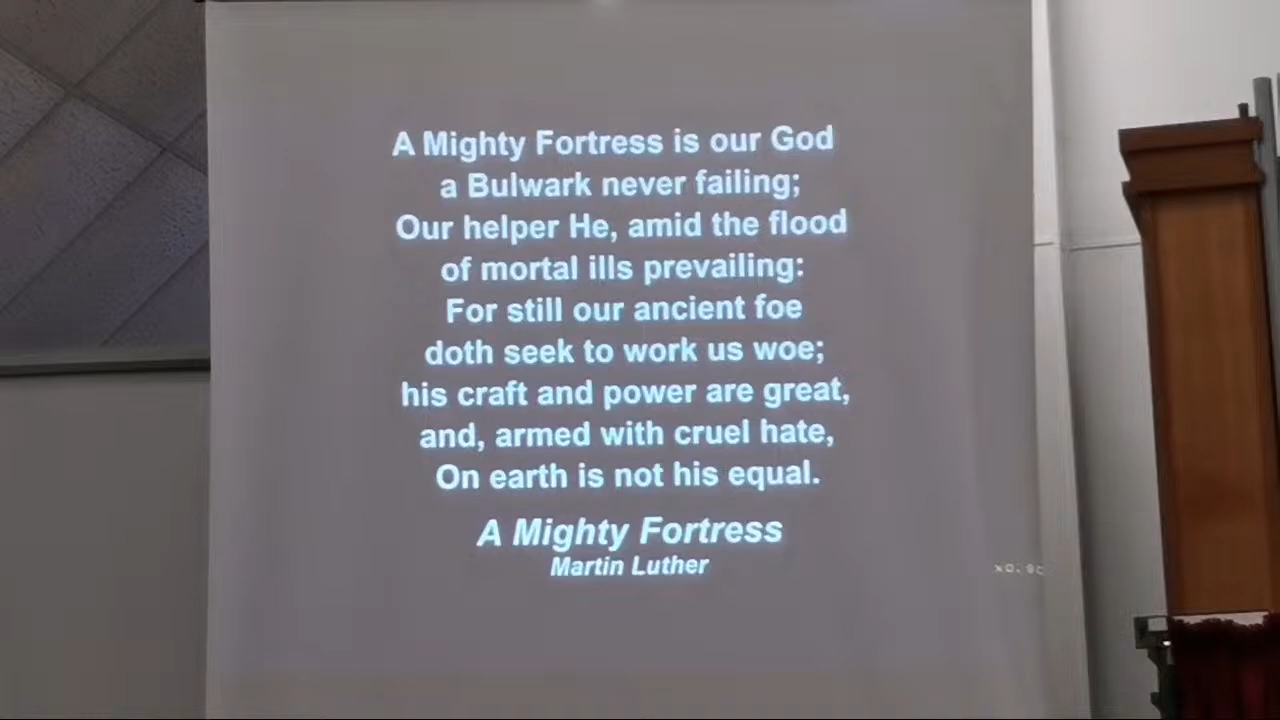 A Mighty Fortress is our God
a Bulwark never failing;
Our helper He, amid the flood
of mortal ills prevailing:
For still our ancient foe
doth seek to work us woe;
his craft and power are great,
and, armed with cruel hate,
On earth is not his equal.
A Mighty Fortress
Martin Luther